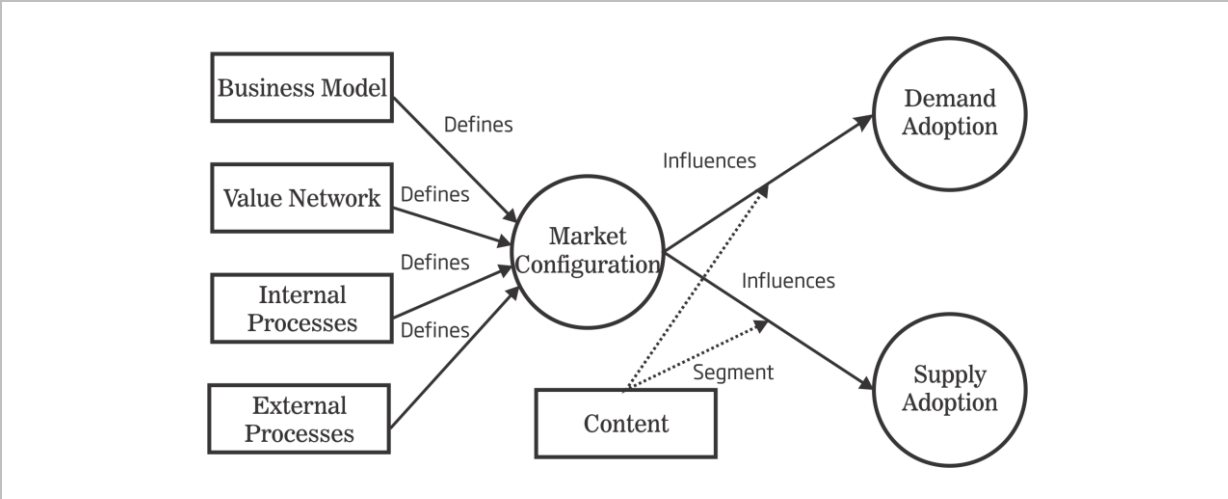 Business Model
Defines
Value Network
Defines
Internal
Processes
Defines
External
Processes
Defines
Market
Configuration
Influences
Demand
Adoption
Influences
Supply
Adoption
Segment
Content